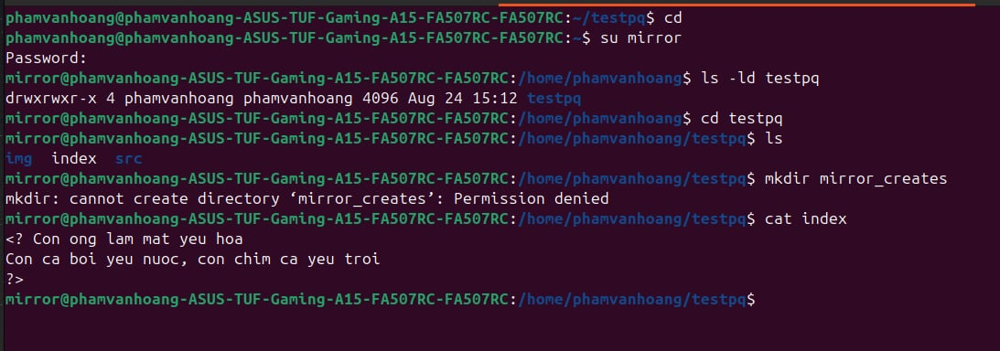 phamvanhoang@phamvanhoang-ASUS-TUF-Gaming-A15-FA507RC-FA507RC:~/testpq$ cd
phamvanhoang@phamvanhoang-ASUS-TUF-Gaming-A15-FA507RC-FA507RC:~$ su mirror
Password:
mirror@phamvanhoang-ASUS-TUF-Gaming-A15-FA507RC-FA507RC:/home/phamvanhoang$ ls -ld testpq
drwxrwxr-x 4 phamvanhoang phamvanhoang 4096 Aug 24 15:12 testpq
mirror@phamvanhoang-ASUS-TUF-Gaming-A15-FA507RC-FA507RC:/home/phamvanhoang$ cd testpq
mirror@phamvanhoang-ASUS-TUF-Gaming-A15-FA507RC-FA507RC:/home/phamvanhoang/testpq$ ls
img  index  src
mirror@phamvanhoang-ASUS-TUF-Gaming-A15-FA507RC-FA507RC:/home/phamvanhoang/testpq$ mkdir mirror_creates
mkdir: cannot create directory ‘mirror_creates’: Permission denied
mirror@phamvanhoang-ASUS-TUF-Gaming-A15-FA507RC-FA507RC:/home/phamvanhoang/testpq$ cat index
<? Con ong lam mat yeu hoa
Con ca boi yeu nuoc, con chim ca yeu troi
?>
mirror@phamvanhoang-ASUS-TUF-Gaming-A15-FA507RC-FA507RC:/home/phamvanhoang/testpq$